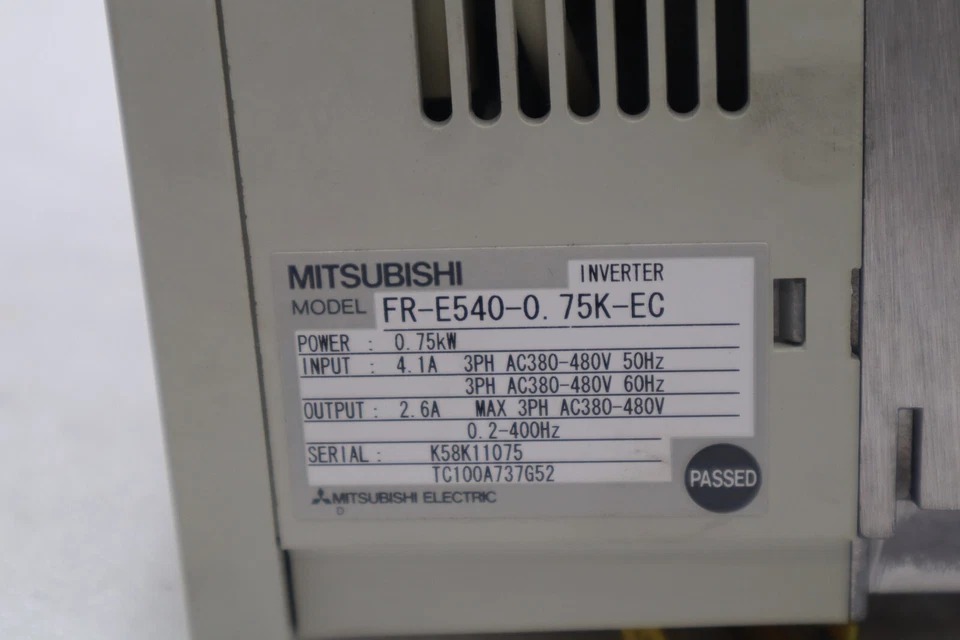 MITSUBISHI INVERTER
MODEL FR-E540-0.75K-EC
POWER : 0.75kW
INPUT : 4.1A 3PH AC380-480V 50Hz
3PH AC380-480V 60Hz
OUTPUT : 2.6A MAX 3PH AC380-480V
0.2-400Hz
SERIAL : K58K11075
TC100A737G52
PASSED
MITSUBISHI ELECTRIC
D